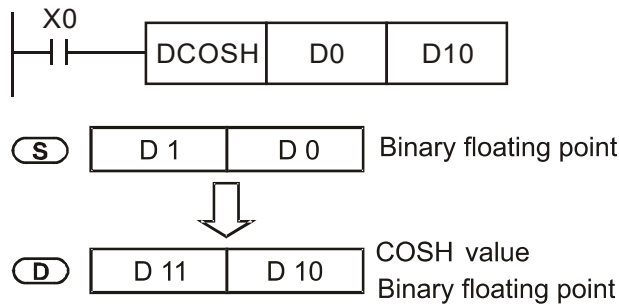 X0
DCOSH D0 D10
S D 1 D 0 Binary floating point
D D 11 D 10 COSH value
Binary floating point